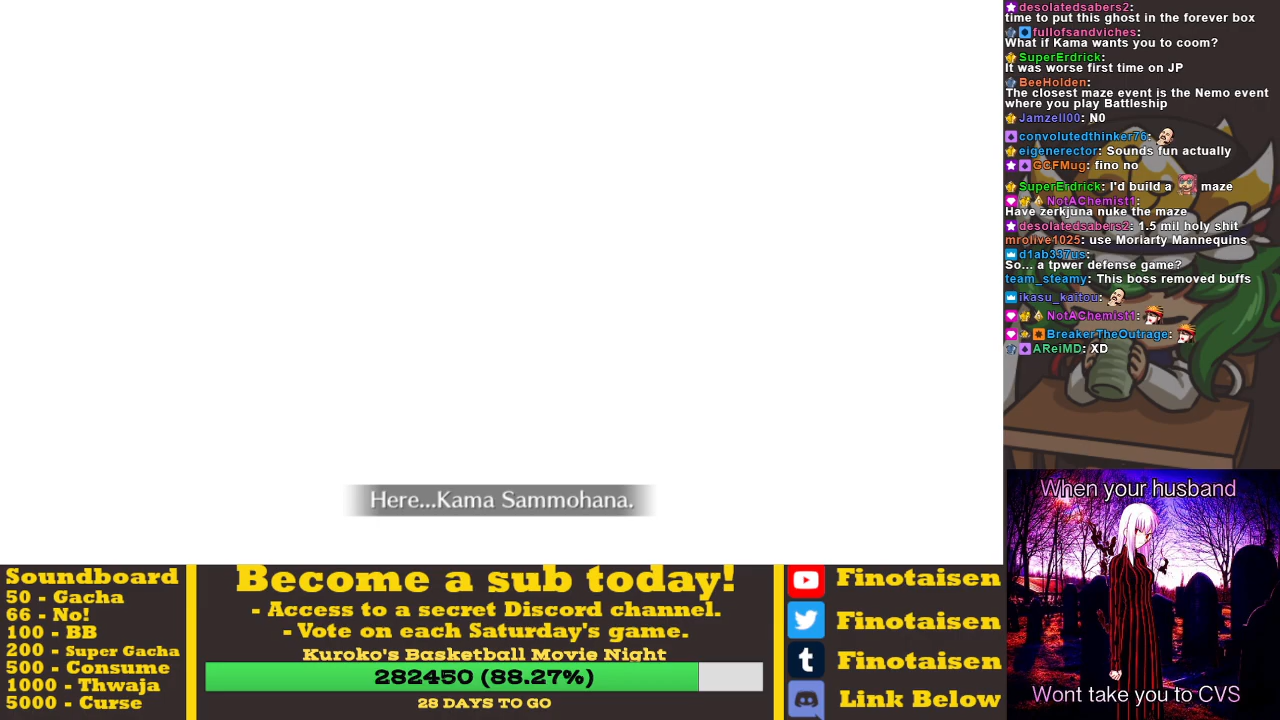 desolatedsabers2:
time to put this ghost in the forever box
fullofsandviches:
What if Kama wants you to coom?
SuperErdrick:
It was worse first time on JP
BeeHolden:
The closest maze event is the Nemo event
where you play Battleship
Jamzell00: N0
convolutedthinker76:
eigenerector: Sounds fun actually
GCFMug: fino no
SuperErdrick: I'd build a maze
NotAChemist1:
Have zerkjuna nuke the maze
desolatedsabers2: 1.5 mil holy shit
mrolive1025: use Moriarty Mannequins
d1ab337us:
So... a tpwer defense game?
team_steamy: This boss removed buffs
ikasu_kaitou:
NotAChemist1:
BreakerTheOutrage:
AReiMD: XD
Here...Kama Sammohana.
When your husband
Wont take you to CVS
Soundboard
50 - Gacha
66 - No!
100 - BB
200 - Super Gacha
500 - Consume
1000 - Thwaja
5000 - Curse
Become a sub today!
- Access to a secret Discord channel.
- Vote on each Saturday's game.
Kuroko's Basketball Movie Night
282450 (88.27%)
28 DAYS TO GO
Finotaisen
Finotaisen
Finotaisen
Link Below